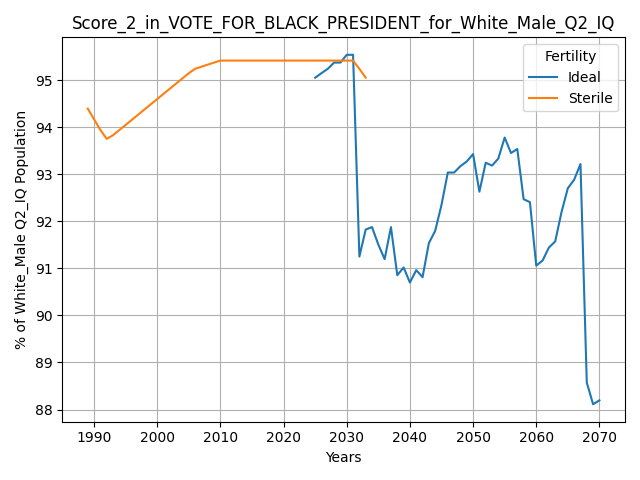 Score_2_in_VOTE_FOR_BLACK_PRESIDENT_for_White_Male_Q2_IQ
Fertility
Ideal
Sterile
% of White_Male Q2_IQ Population
95
94
93
92
91
90
89
88
1990
2000
2010
2020
2030
2040
2050
2060
2070
Years